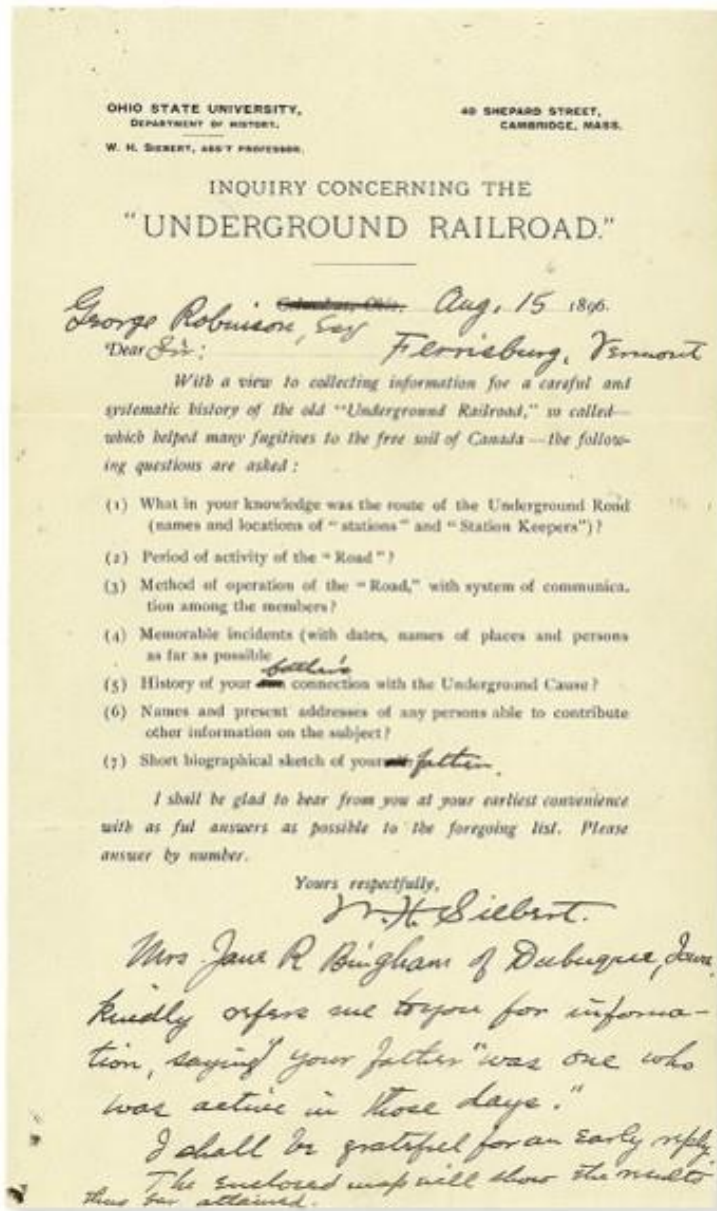 OHIO STATE UNIVERSITY,
DEPARTMENT OF HISTORY.
W. H. SIEBERT, ASS'T PROFESSOR.
40 SHEPARD STREET,
CAMBRIDGE, MASS.
INQUIRY CONCERNING THE
"UNDERGROUND RAILROAD."
Columbus, Ohio. Aug. 15 1896.
George Robinson, Esq
Ferrisburg, Vermont
Dear Sir:
With a view to collecting information for a careful and
systematic history of the old "Underground Railroad," so called—
which helped many fugitives to the free soil of Canada—the follow-
ing questions are asked:
(1) What in your knowledge was the route of the Underground Road
(names and locations of "stations" and "Station Keepers")?
(2) Period of activity of the "Road"?
(3) Method of operation of the "Road," with system of communica-
tion among the members?
(4) Memorable incidents (with dates, names of places and persons
as far as possible
(5) History of your father's connection with the Underground Cause?
(6) Names and present addresses of any persons able to contribute
other information on the subject?
(7) Short biographical sketch of your father.
I shall be glad to hear from you at your earliest convenience
with as ful answers as possible to the foregoing list. Please
answer by number.
Yours respectfully,
W. H. Siebert.
Mrs Jane R Bingham of Dubuque, Iowa,
kindly refers me to you for informa-
tion, saying your father "was one who
was active in those days."
I shall be grateful for an early reply.
The enclosed map will show the results
thus far attained.